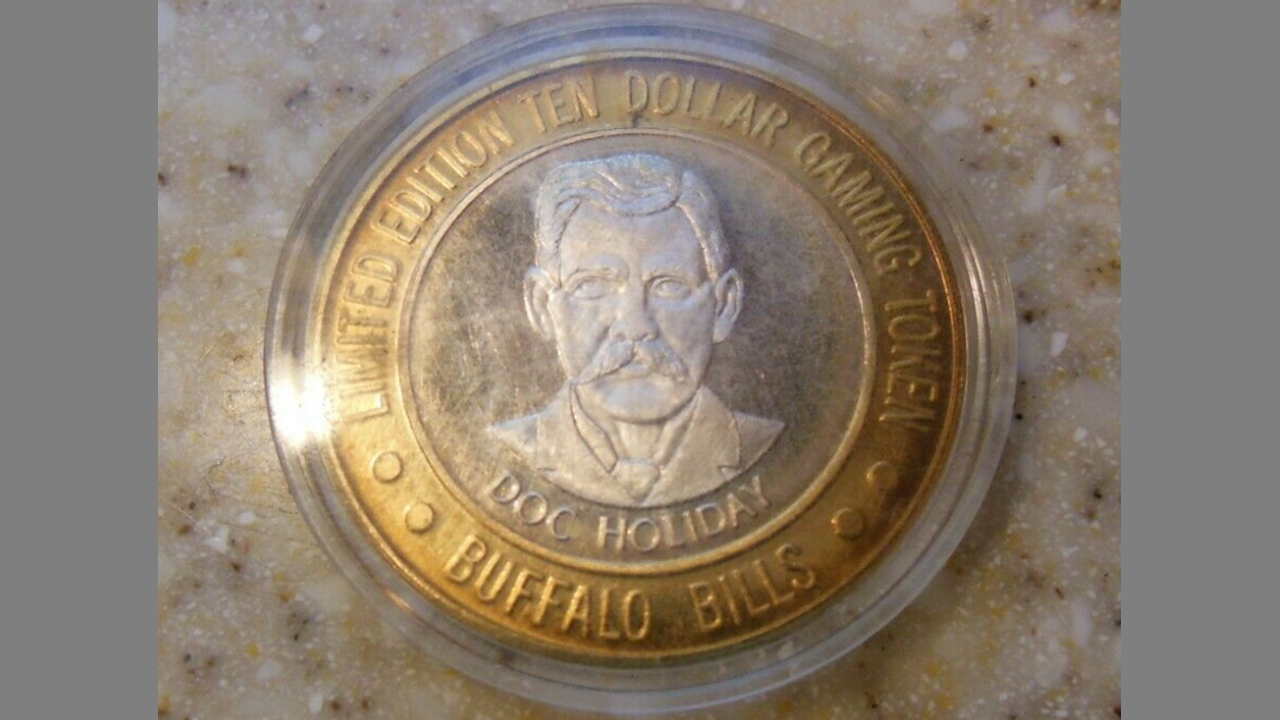 LIMITED EDITION TEN DOLLAR GAMING TOKEN
DOC HOLIDAY
BUFFALO BILLS